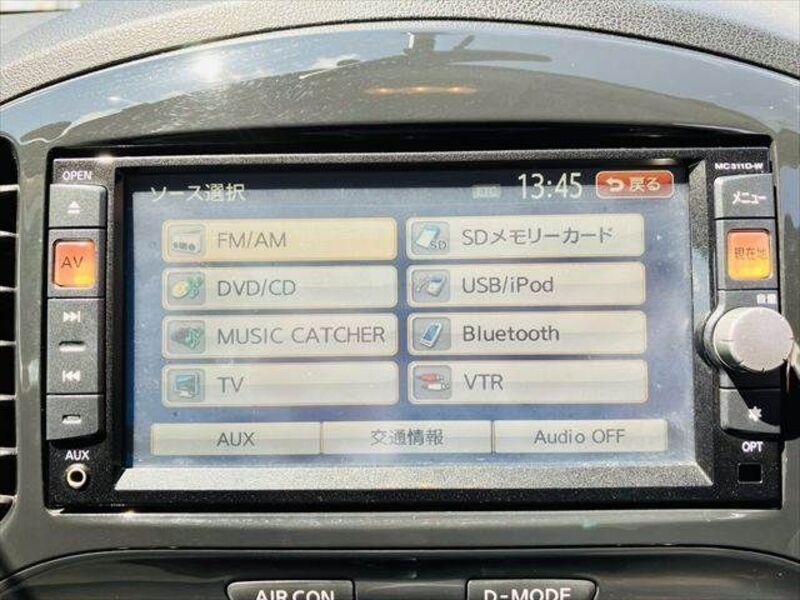 OPEN
MC311D-W
ソース選択
13:45
戻る
メニュー
AV
現在地
FM/AM
SDメモリーカード
SD
DVD/CD
USB/iPod
音量
MUSIC CATCHER
Bluetooth
TV
VTR
AUX
交通情報
Audio OFF
AUX
OPT
AIR CON
D-MODE